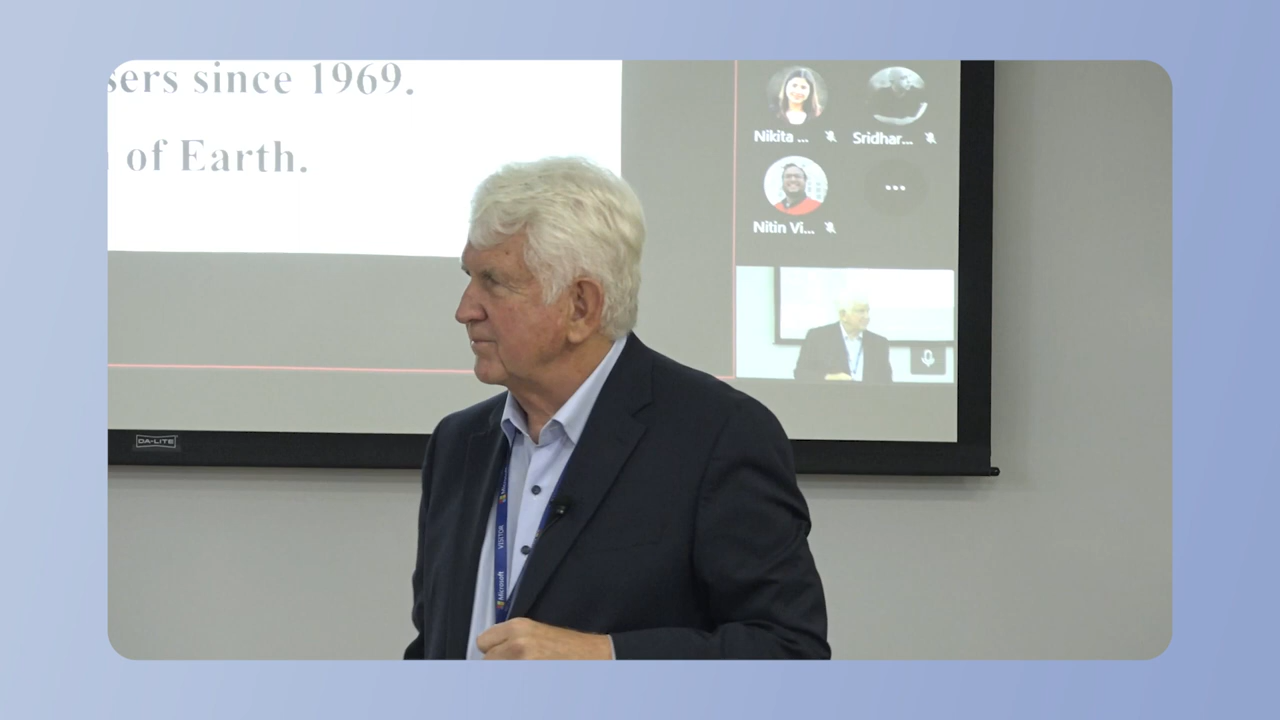 sers since 1969.
of Earth.
Nikita ...
Sridhar...
Nitin Vi...
...
DA-LITE
VISITOR
Microsoft